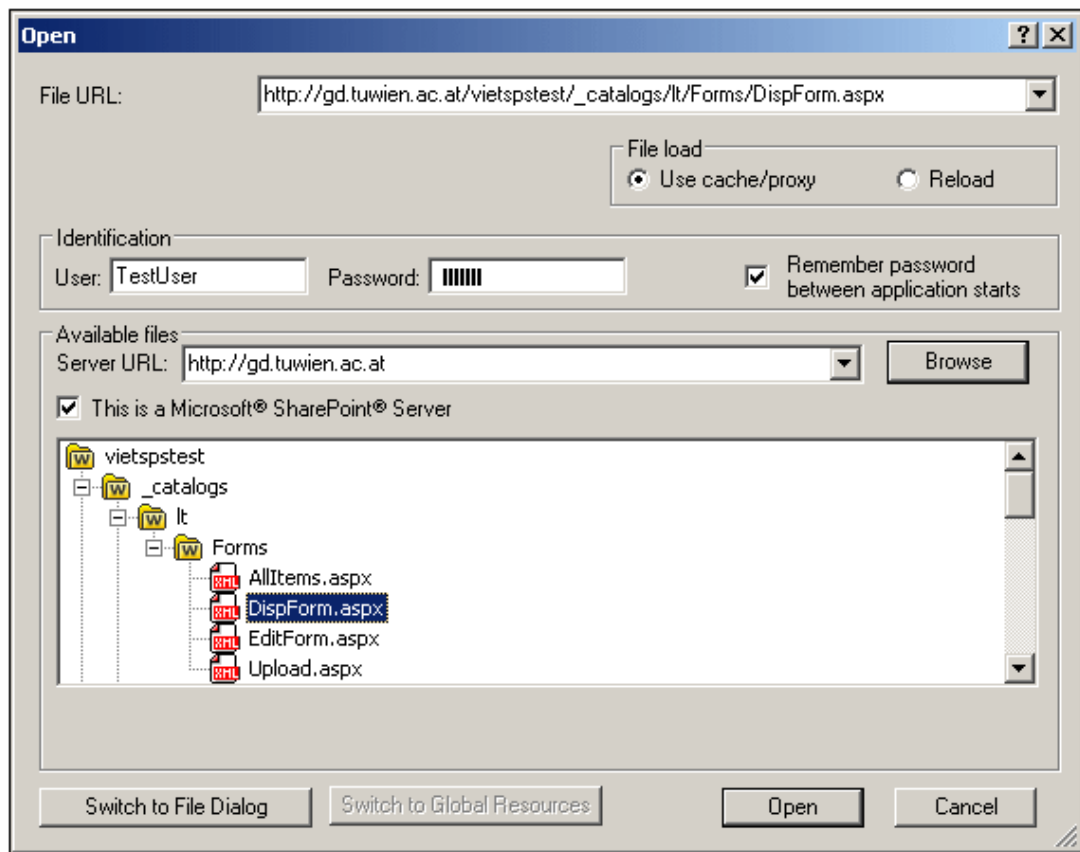 Open
File URL: http://gd.tuwien.ac.at/vietspstest/_catalogs/lt/Forms/DispForm.aspx
File load
Use cache/proxy Reload
Identification
User: TestUser Password: Remember password
between application starts
Available files
Server URL: http://gd.tuwien.ac.at Browse
This is a Microsoft® SharePoint® Server
vietspstest
_catalogs
lt
Forms
AllItems.aspx
DispForm.aspx
EditForm.aspx
Upload.aspx
Switch to File Dialog Switch to Global Resources Open Cancel